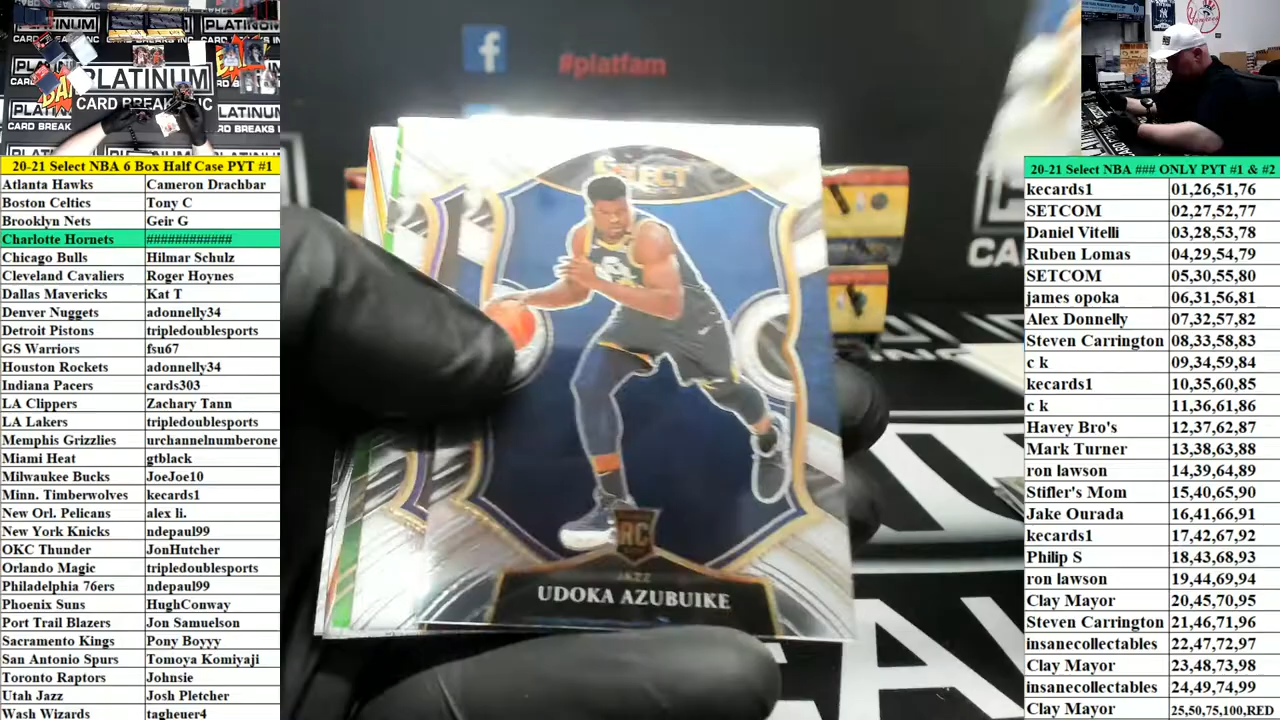 PLATINUM
CARD BREAKS INC
20-21 Select NBA 6 Box Half Case PYT #1
Atlanta Hawks Cameron Drachbar
Boston Celtics Tony C
Brooklyn Nets Geir G
Charlotte Hornets ############
Chicago Bulls Hilmar Schulz
Cleveland Cavaliers Roger Hoynes
Dallas Mavericks Kat T
Denver Nuggets adonnelly34
Detroit Pistons tripledoublesports
GS Warriors fsu67
Houston Rockets adonnelly34
Indiana Pacers cards303
LA Clippers Zachary Tann
LA Lakers tripledoublesports
Memphis Grizzlies urchannelnumberone
Miami Heat gtblack
Milwaukee Bucks JoeJoe10
Minn. Timberwolves kecards1
New Orl. Pelicans alex li.
New York Knicks ndepaul99
OKC Thunder JonHutcher
Orlando Magic tripledoublesports
Philadelphia 76ers ndepaul99
Phoenix Suns HughConway
Port Trail Blazers Jon Samuelson
Sacramento Kings Pony Boyyy
San Antonio Spurs Tomoya Komiyaji
Toronto Raptors Johnsie
Utah Jazz Josh Pletcher
Wash Wizards tagheuer4
#platfam
SELECT
RC
JAZZ
UDOKA AZUBUIKE
20-21 Select NBA ### ONLY PYT #1 & #2
kecards1 01,26,51,76
SETCOM 02,27,52,77
Daniel Vitelli 03,28,53,78
Ruben Lomas 04,29,54,79
SETCOM 05,30,55,80
james opoka 06,31,56,81
Alex Donnelly 07,32,57,82
Steven Carrington 08,33,58,83
c k 09,34,59,84
kecards1 10,35,60,85
c k 11,36,61,86
Havey Bro's 12,37,62,87
Mark Turner 13,38,63,88
ron lawson 14,39,64,89
Stifler's Mom 15,40,65,90
Jake Ourada 16,41,66,91
kecards1 17,42,67,92
Philip S 18,43,68,93
ron lawson 19,44,69,94
Clay Mayor 20,45,70,95
Steven Carrington 21,46,71,96
insanecollectables 22,47,72,97
Clay Mayor 23,48,73,98
insanecollectables 24,49,74,99
Clay Mayor 25,50,75,100,RED